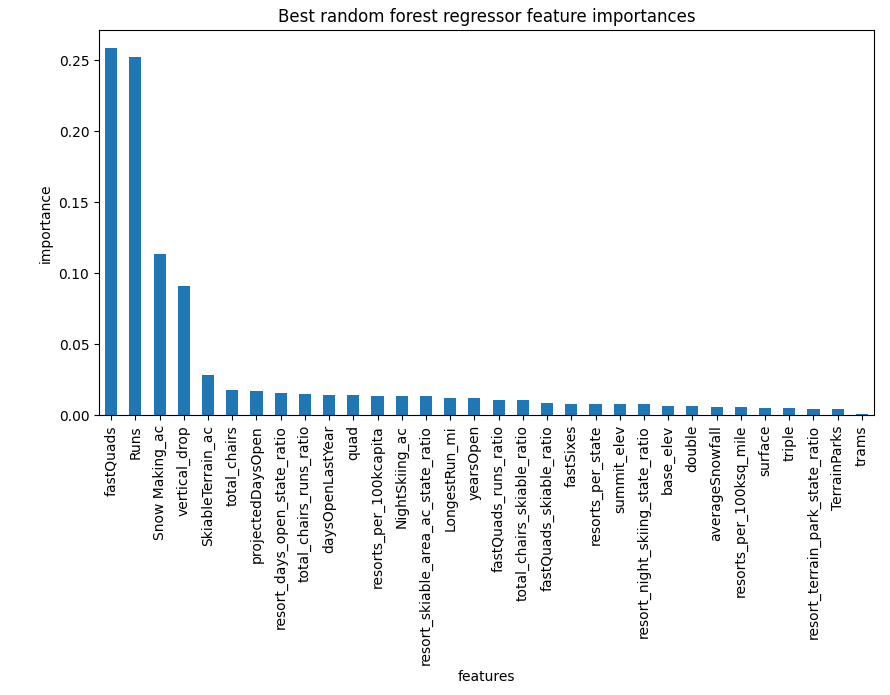 Best random forest regressor feature importances
importance
0.25
0.20
0.15
0.10
0.05
0.00
fastQuads
Runs
Snow Making_ac
vertical_drop
SkiableTerrain_ac
total_chairs
projectedDaysOpen
resort_days_open_state_ratio
total_chairs_runs_ratio
daysOpenLastYear
quad
resorts_per_100kcapita
NightSkiing_ac
resort_skiable_area_ac_state_ratio
LongestRun_mi
yearsOpen
fastQuads_runs_ratio
total_chairs_skiable_ratio
fastQuads_skiable_ratio
fastSixes
resorts_per_state
summit_elev
resort_night_skiing_state_ratio
base_elev
double
averageSnowfall
resorts_per_100ksq_mile
surface
triple
resort_terrain_park_state_ratio
TerrainParks
trams
features